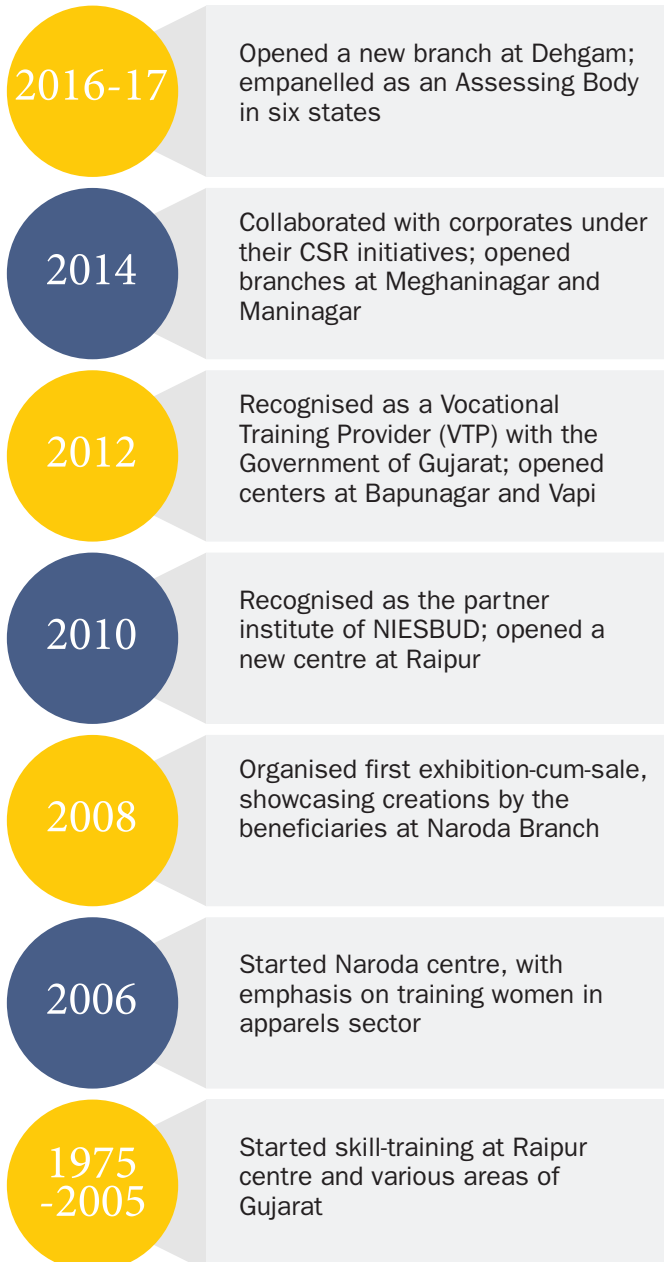 2016-17
Opened a new branch at Dehgam;
empanelled as an Assessing Body
in six states
2014
Collaborated with corporates under
their CSR initiatives; opened
branches at Meghaninagar and
Maninagar
2012
Recognised as a Vocational
Training Provider (VTP) with the
Government of Gujarat; opened
centers at Bapunagar and Vapi
2010
Recognised as the partner
institute of NIESBUD; opened a
new centre at Raipur
2008
Organised first exhibition-cum-sale,
showcasing creations by the
beneficiaries at Naroda Branch
2006
Started Naroda centre, with
emphasis on training women in
apparels sector
1975
-2005
Started skill-training at Raipur
centre and various areas of
Gujarat